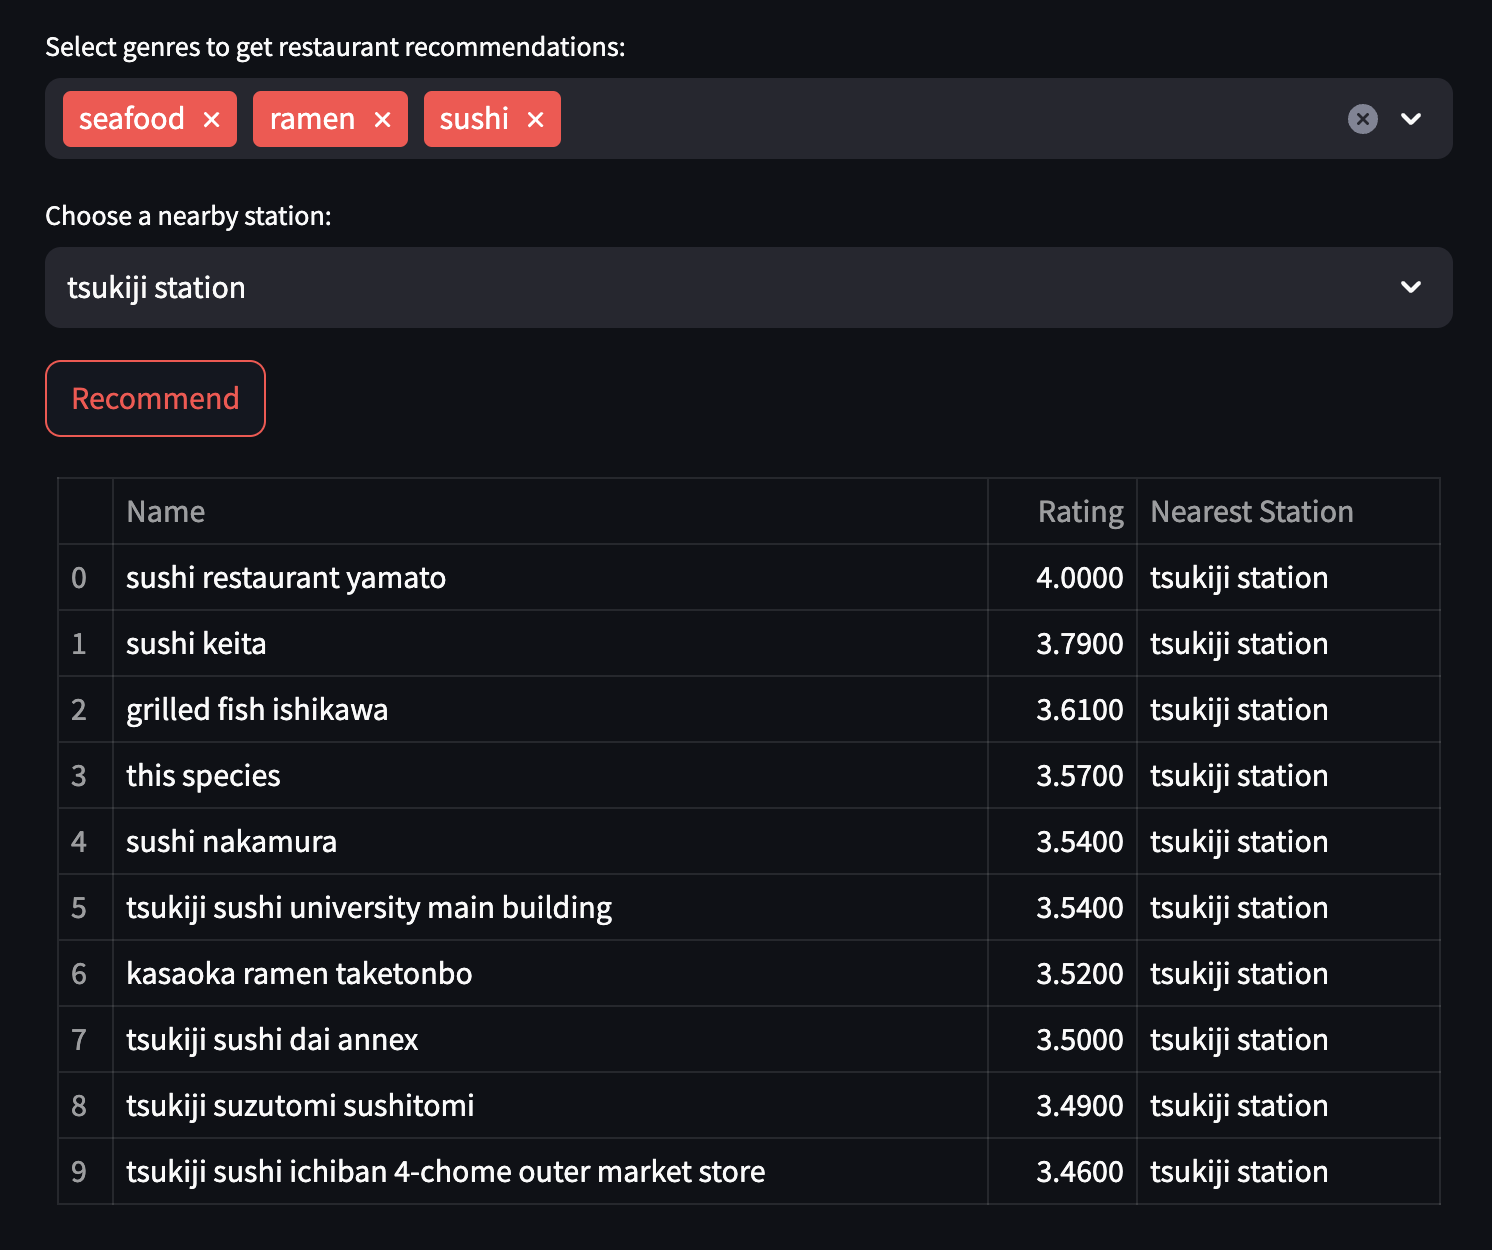 Select genres to get restaurant recommendations:
seafood × ramen × sushi ×
Choose a nearby station:
tsukiji station
Recommend
Name Rating Nearest Station
0 sushi restaurant yamato 4.0000 tsukiji station
1 sushi keita 3.7900 tsukiji station
2 grilled fish ishikawa 3.6100 tsukiji station
3 this species 3.5700 tsukiji station
4 sushi nakamura 3.5400 tsukiji station
5 tsukiji sushi university main building 3.5400 tsukiji station
6 kasaoka ramen taketonbo 3.5200 tsukiji station
7 tsukiji sushi dai annex 3.5000 tsukiji station
8 tsukiji suzutomi sushitomi 3.4900 tsukiji station
9 tsukiji sushi ichiban 4-chome outer market store 3.4600 tsukiji station